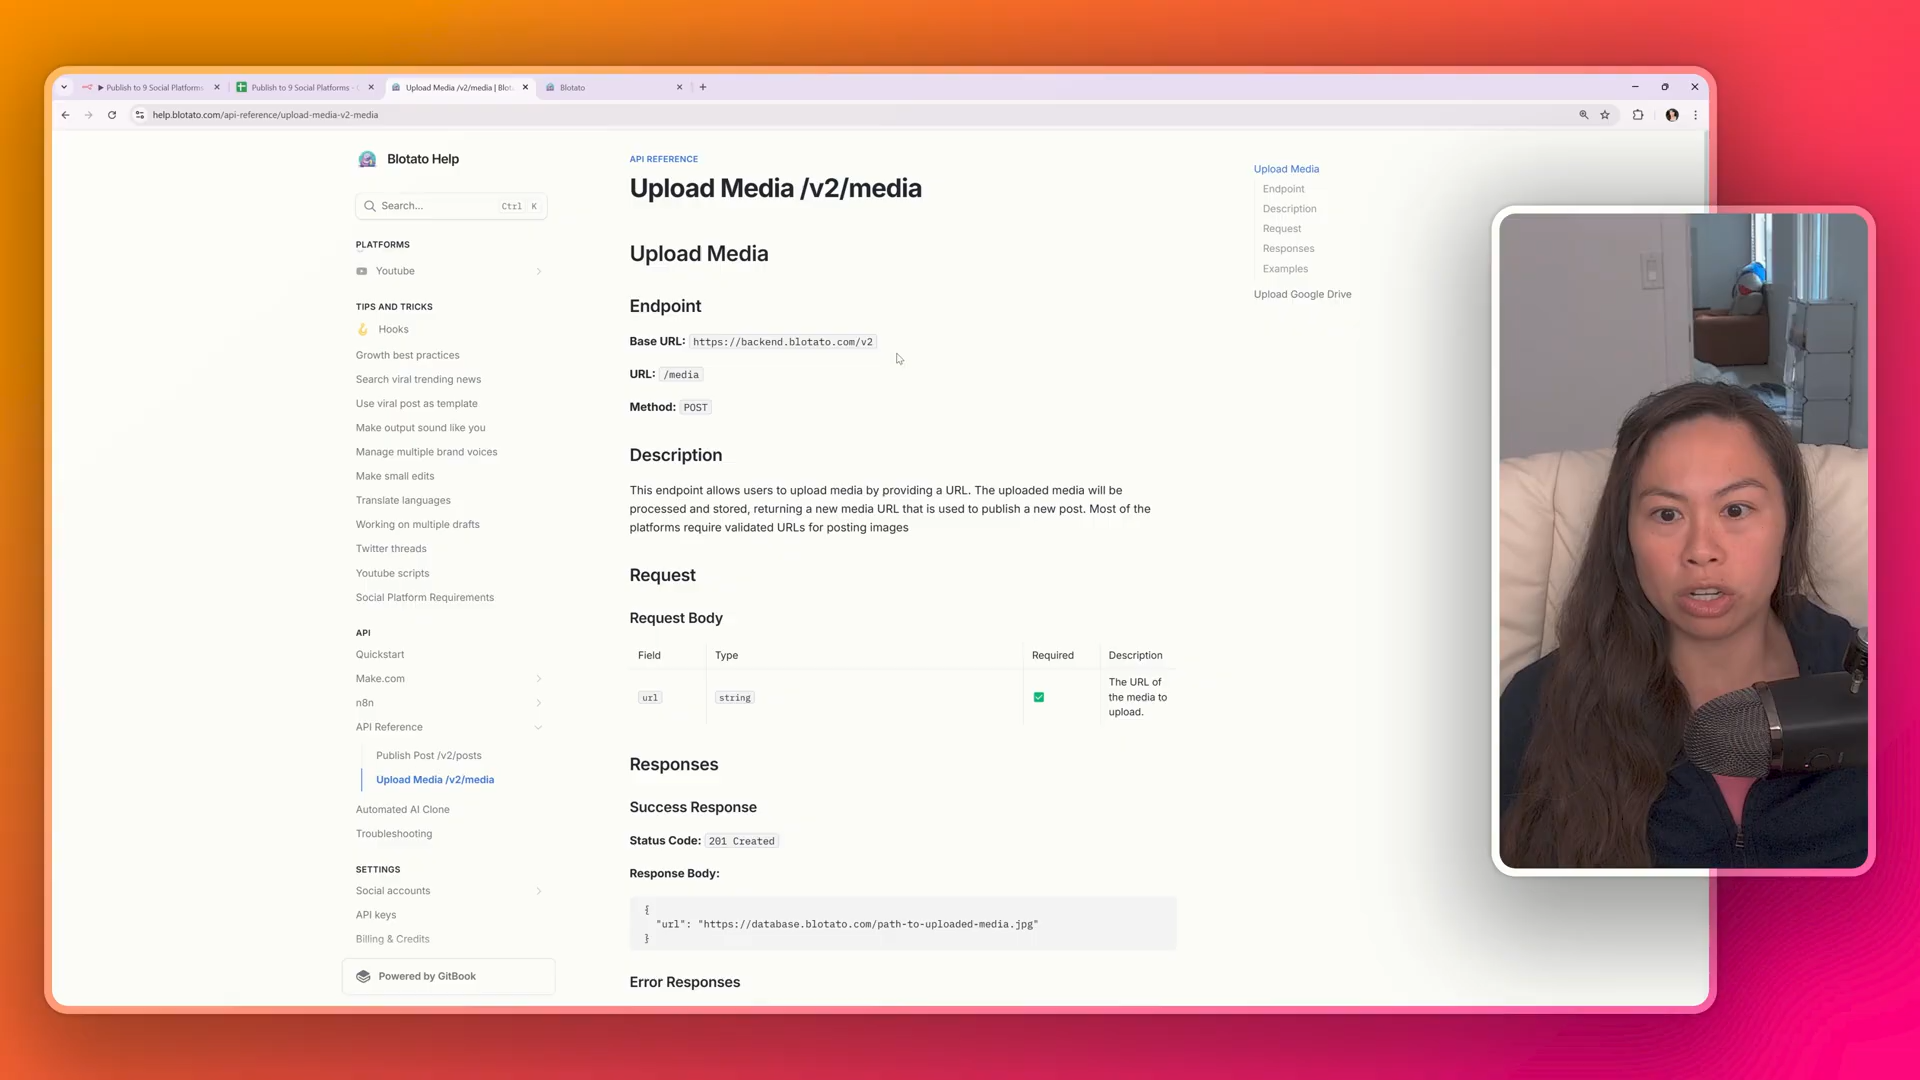 Publish to 9 Social Platforms
Publish to 9 Social Platforms -
Upload Media /v2/media | Blot
Blotato
help.blotato.com/api-reference/upload-media-v2-media
Blotato Help
Search...
Ctrl K
PLATFORMS
Youtube
TIPS AND TRICKS
Hooks
Growth best practices
Search viral trending news
Use viral post as template
Make output sound like you
Manage multiple brand voices
Make small edits
Translate languages
Working on multiple drafts
Twitter threads
Youtube scripts
Social Platform Requirements
API
Quickstart
Make.com
n8n
API Reference
Publish Post /v2/posts
Upload Media /v2/media
Automated AI Clone
Troubleshooting
SETTINGS
Social accounts
API keys
Billing & Credits
Powered by GitBook
API REFERENCE
Upload Media /v2/media
Upload Media
Endpoint
Base URL: https://backend.blotato.com/v2
URL: /media
Method: POST
Description
This endpoint allows users to upload media by providing a URL. The uploaded media will be
processed and stored, returning a new media URL that is used to publish a new post. Most of the
platforms require validated URLs for posting images
Request
Request Body
Field Type Required Description
url string The URL of
the media to
upload.
Responses
Success Response
Status Code: 201 Created
Response Body:
{
"url": "https://database.blotato.com/path-to-uploaded-media.jpg"
}
Error Responses
Upload Media
Endpoint
Description
Request
Responses
Examples
Upload Google Drive